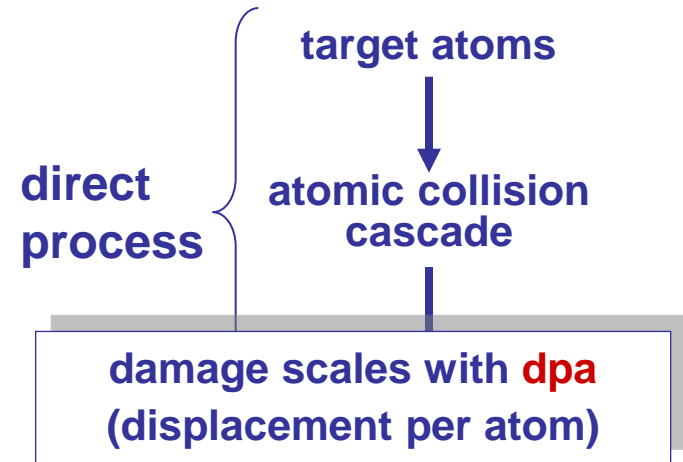 target atoms
direct
process
atomic collision
cascade
damage scales with dpa
(displacement per atom)